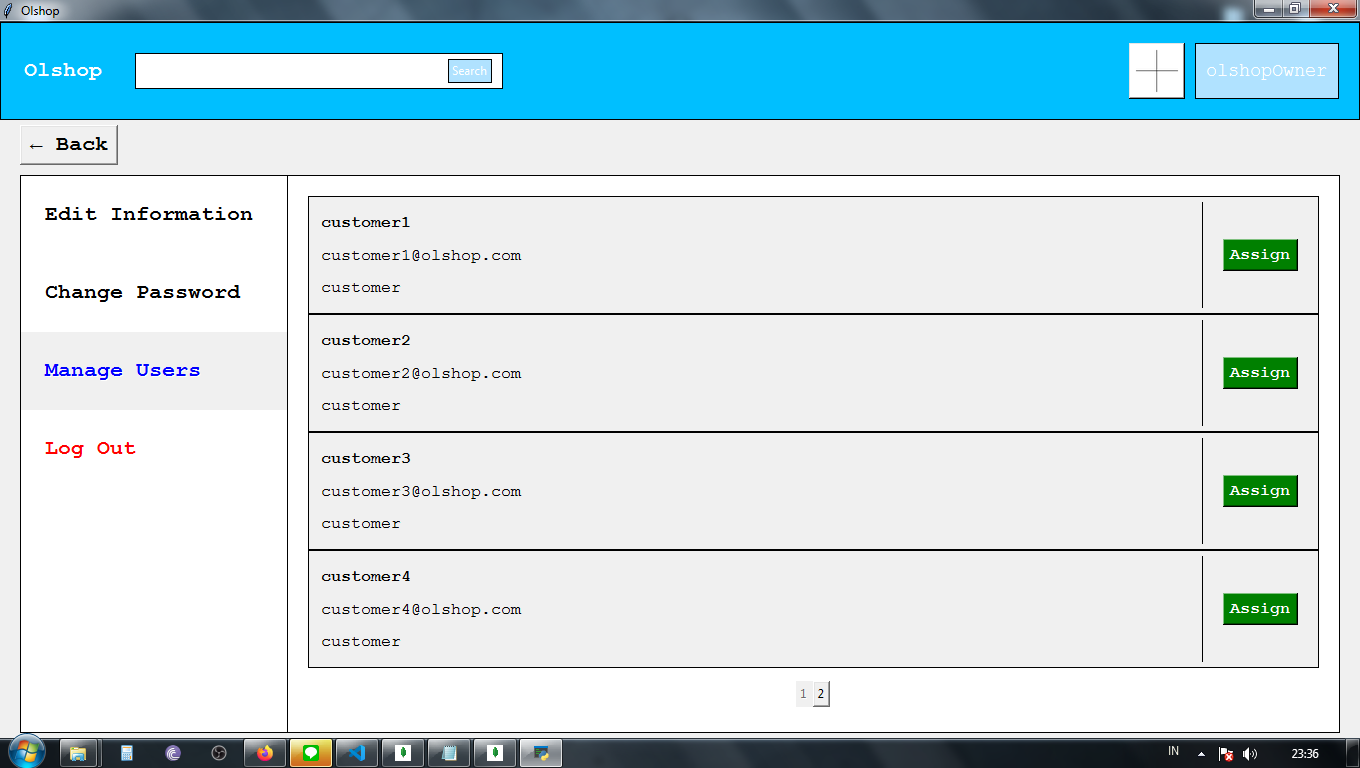 Olshop
Olshop
Search
olshopOwner
← Back
Edit Information
Change Password
Manage Users
Log Out
customer1
customer1@olshop.com
customer
Assign
customer2
customer2@olshop.com
customer
Assign
customer3
customer3@olshop.com
customer
Assign
customer4
customer4@olshop.com
customer
Assign
1 2
IN
23:36